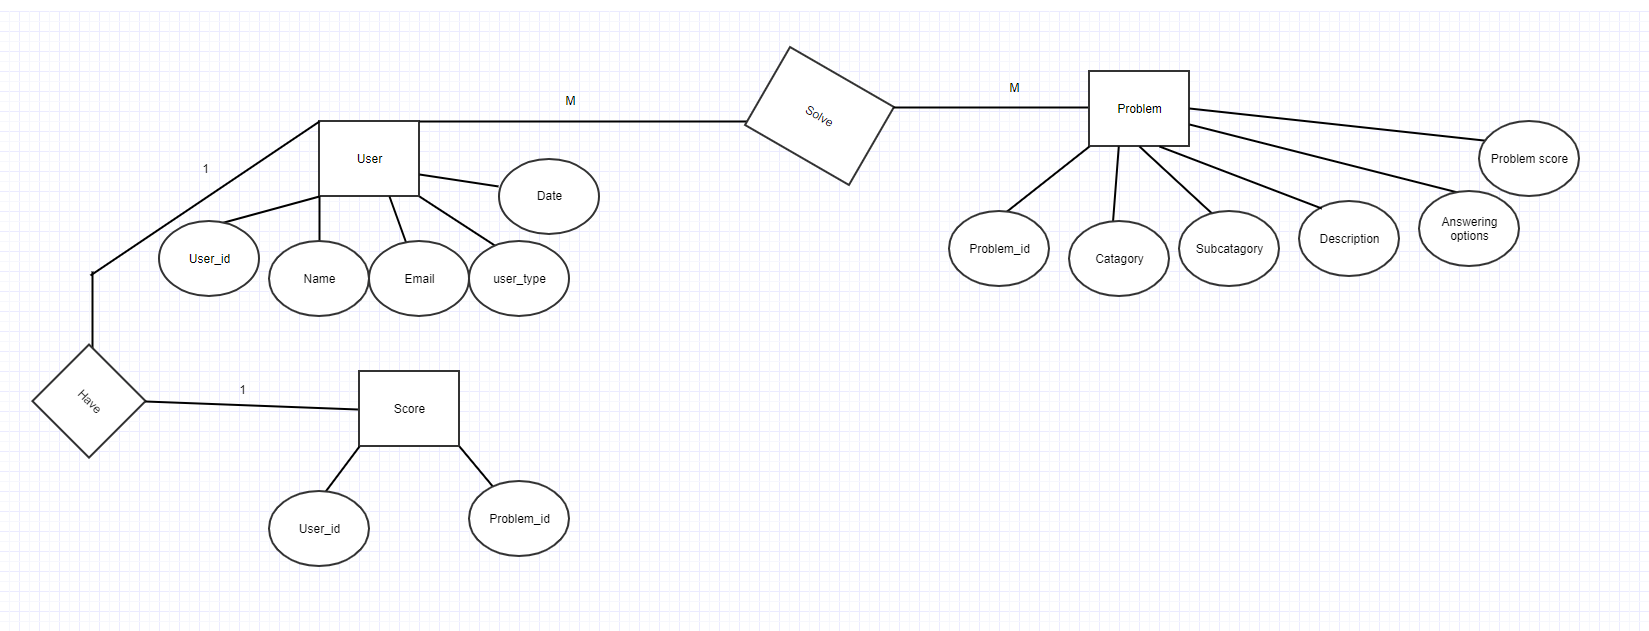 M
M
Problem
Solve
User
Problem score
1
Date
Answering
options
User_id
Name
Email
user_type
Problem_id
Catagory
Subcatagory
Description
Have
1
Score
User_id
Problem_id